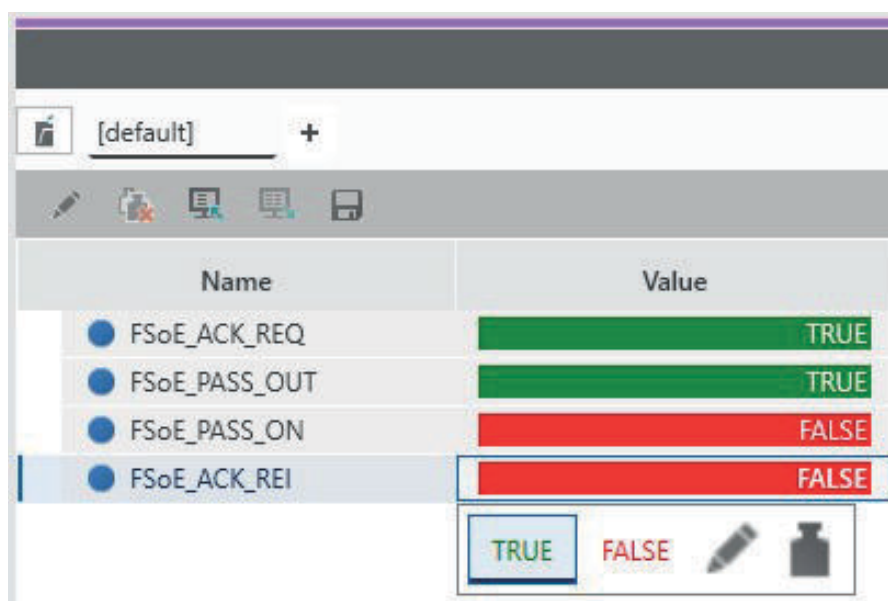 [default] +
Name Value
FSoE_ACK_REQ TRUE
FSoE_PASS_OUT TRUE
FSoE_PASS_ON FALSE
FSoE_ACK_REI FALSE
TRUE FALSE